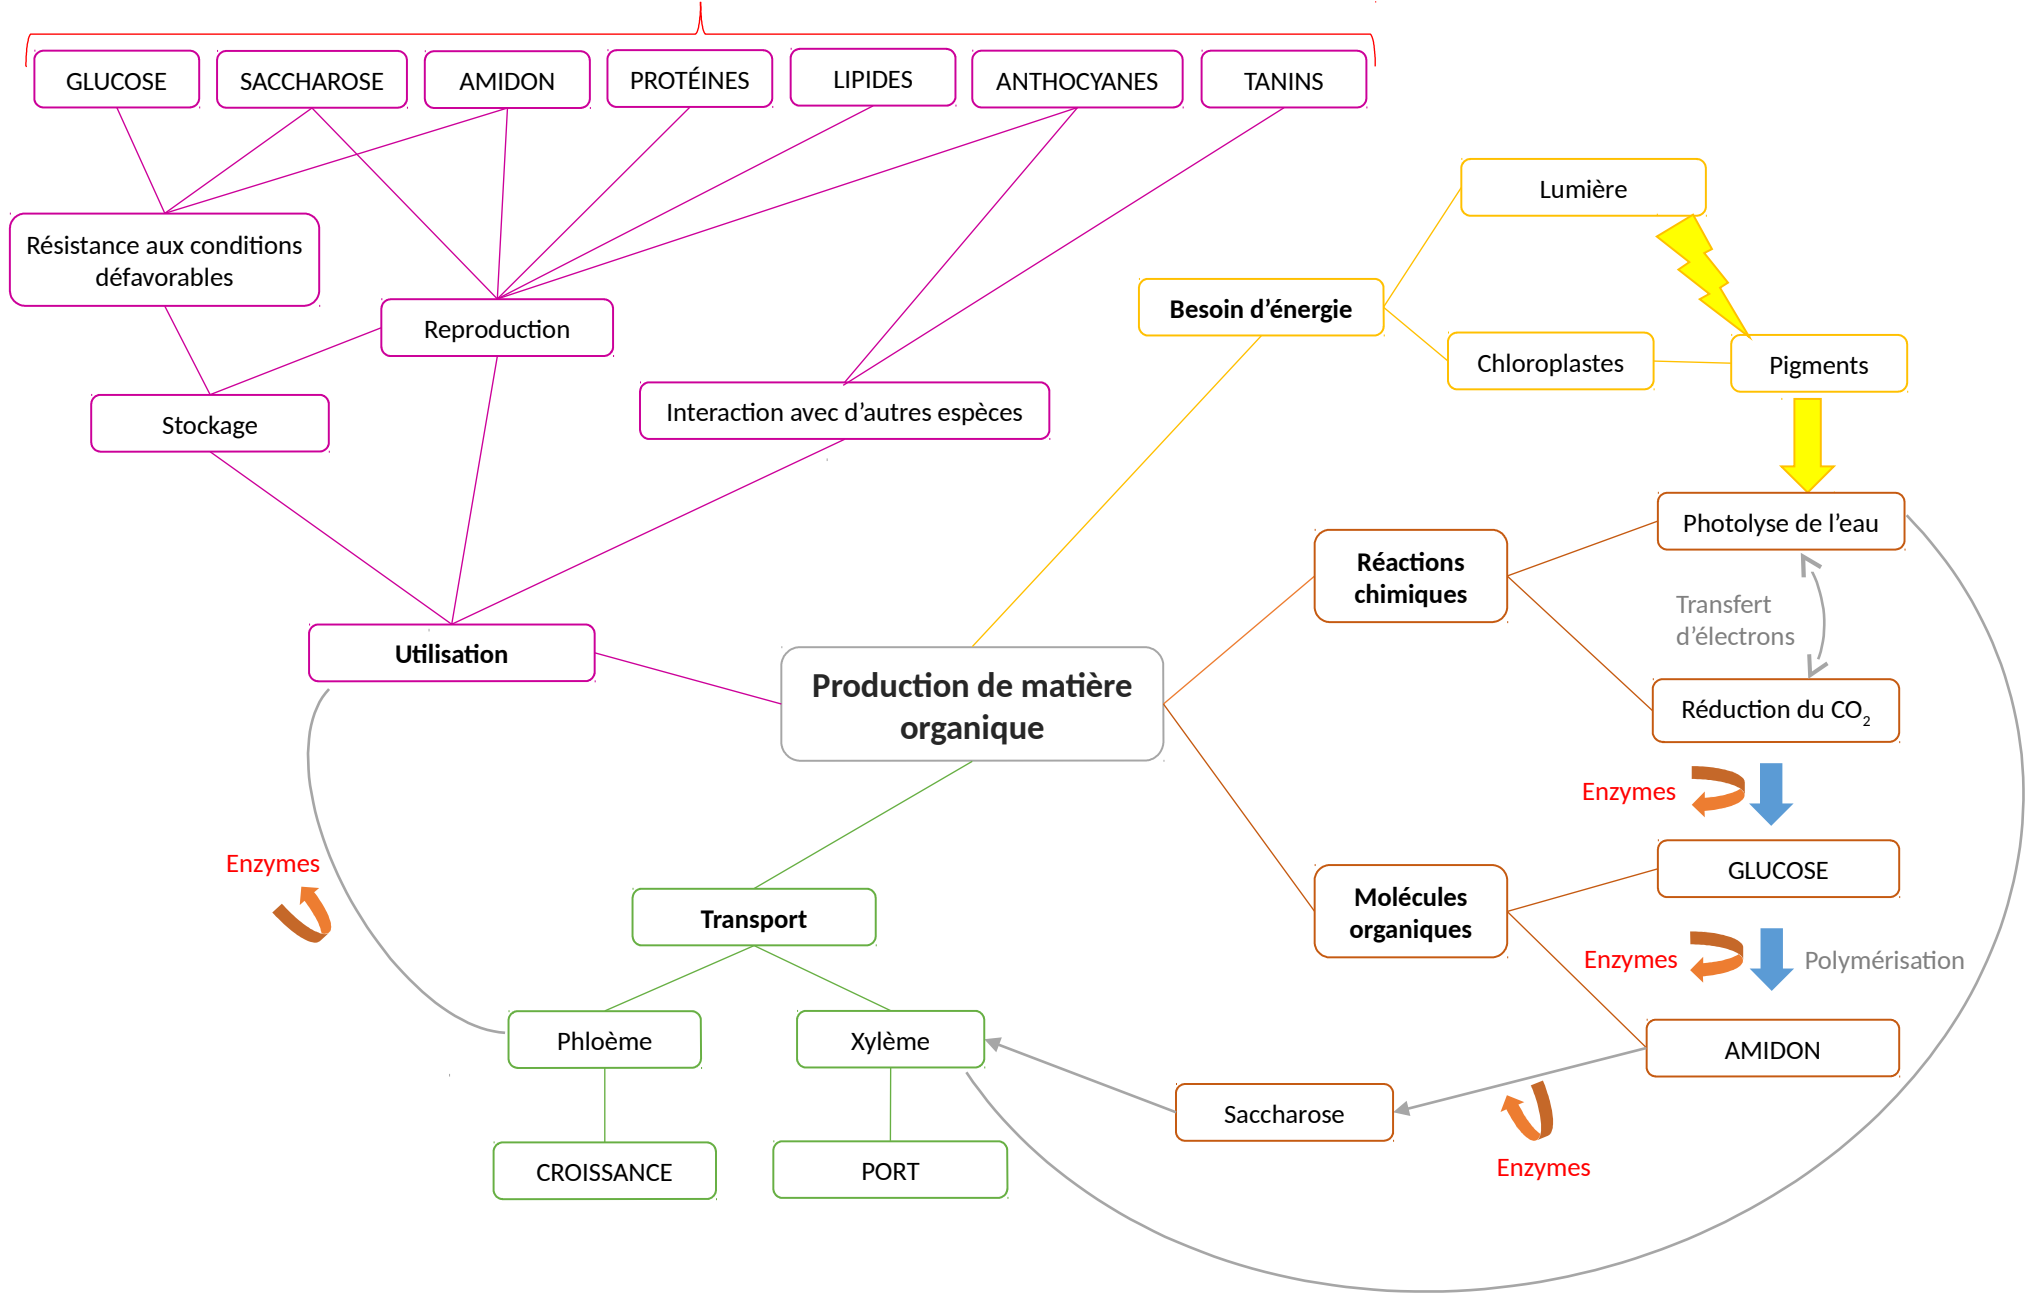 GLUCOSE
SACCHAROSE
AMIDON
PROTÉINES
LIPIDES
ANTHOCYANES
TANINS
Lumière
Résistance aux conditions
défavorables
Reproduction
Besoin d’énergie
Chloroplastes
Pigments
Stockage
Interaction avec d’autres espèces
Photolyse de l’eau
Réactions
chimiques
Transfert
d’électrons
Utilisation
Production de matière
organique
Réduction du CO₂
Enzymes
Enzymes
GLUCOSE
Transport
Molécules
organiques
Enzymes
Polymérisation
Phloème
Xylème
AMIDON
Saccharose
Enzymes
CROISSANCE
PORT